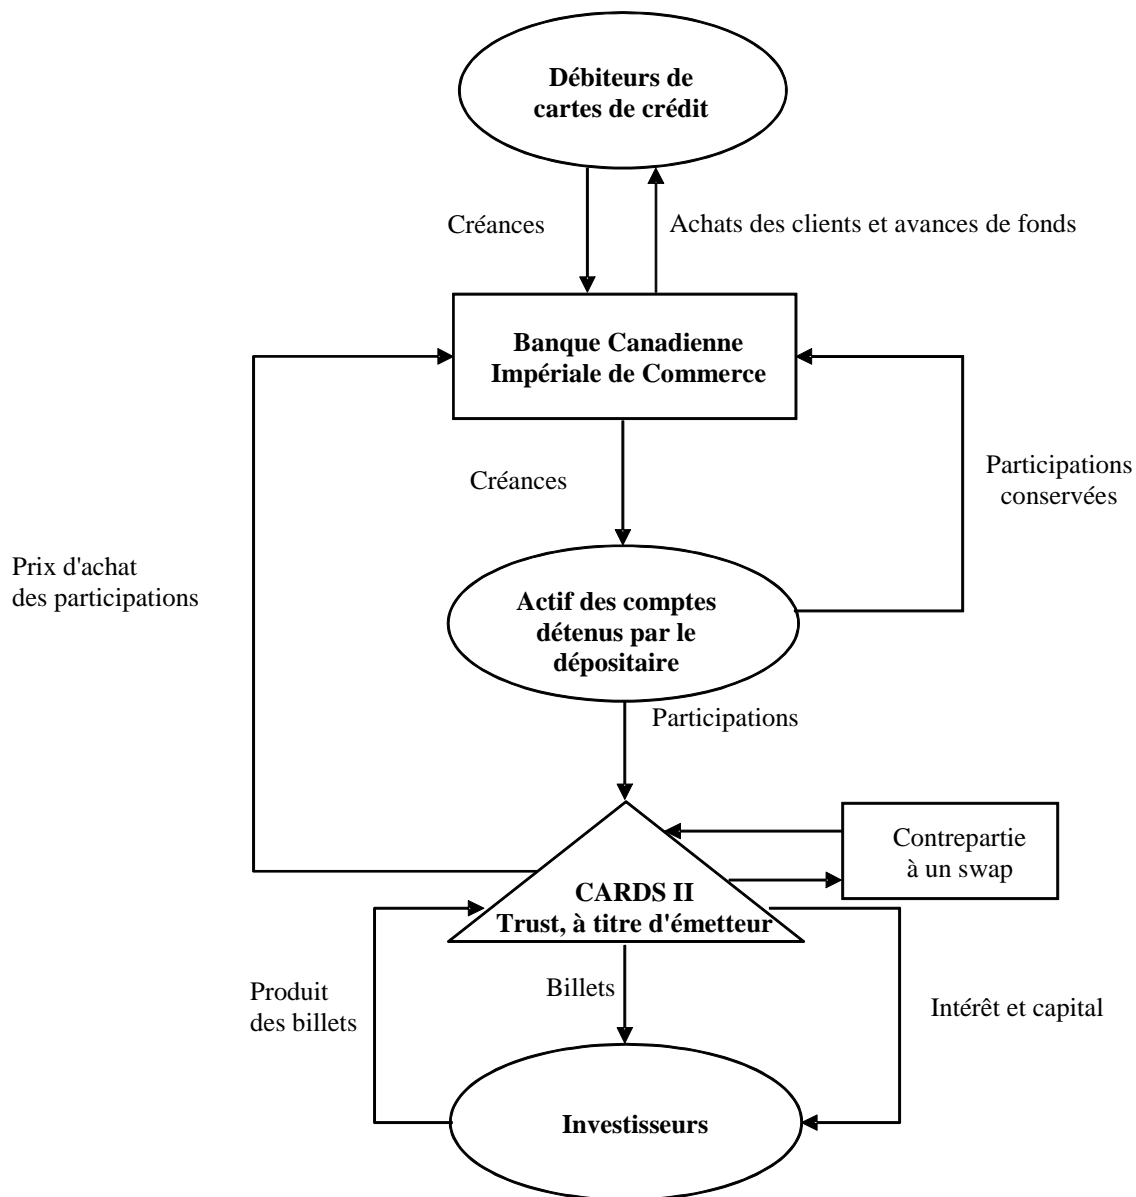 Débiteurs de
cartes de crédit
Créances
Achats des clients et avances de fonds
Banque Canadienne
Impériale de Commerce
Créances
Participations
conservées
Prix d'achat
des participations
Actif des comptes
détenus par le
dépositaire
Participations
Contrepartie
à un swap
CARDS II
Trust, à titre d'émetteur
Produit
des billets
Billets
Intérêt et capital
Investisseurs